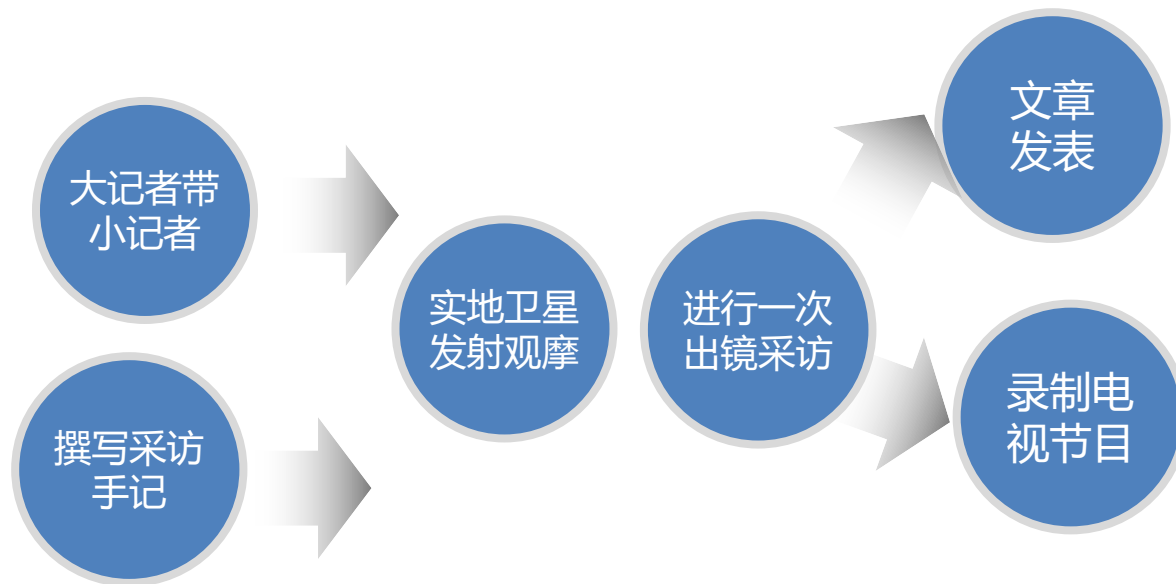 大记者带
小记者
撰写采访
手记
实地卫星
发射观摩
进行一次
出镜采访
文章
发表
录制电
视节目